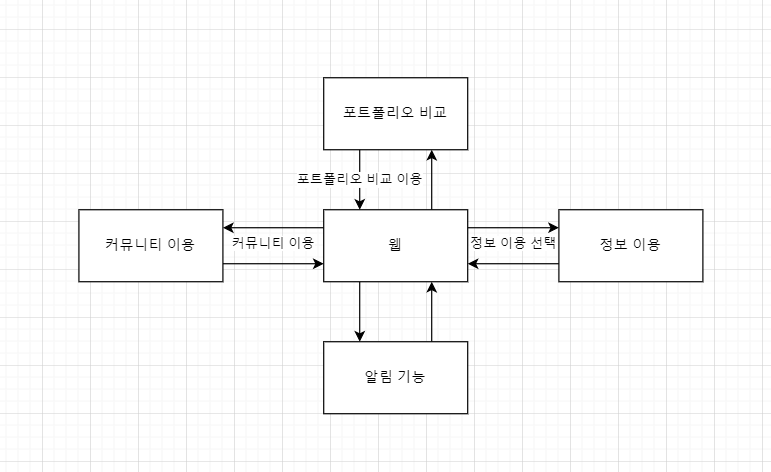 포트폴리오 비교
포트폴리오 비교 이용
커뮤니티 이용
커뮤니티 이용
웹
정보 이용 선택
정보 이용
알림 기능